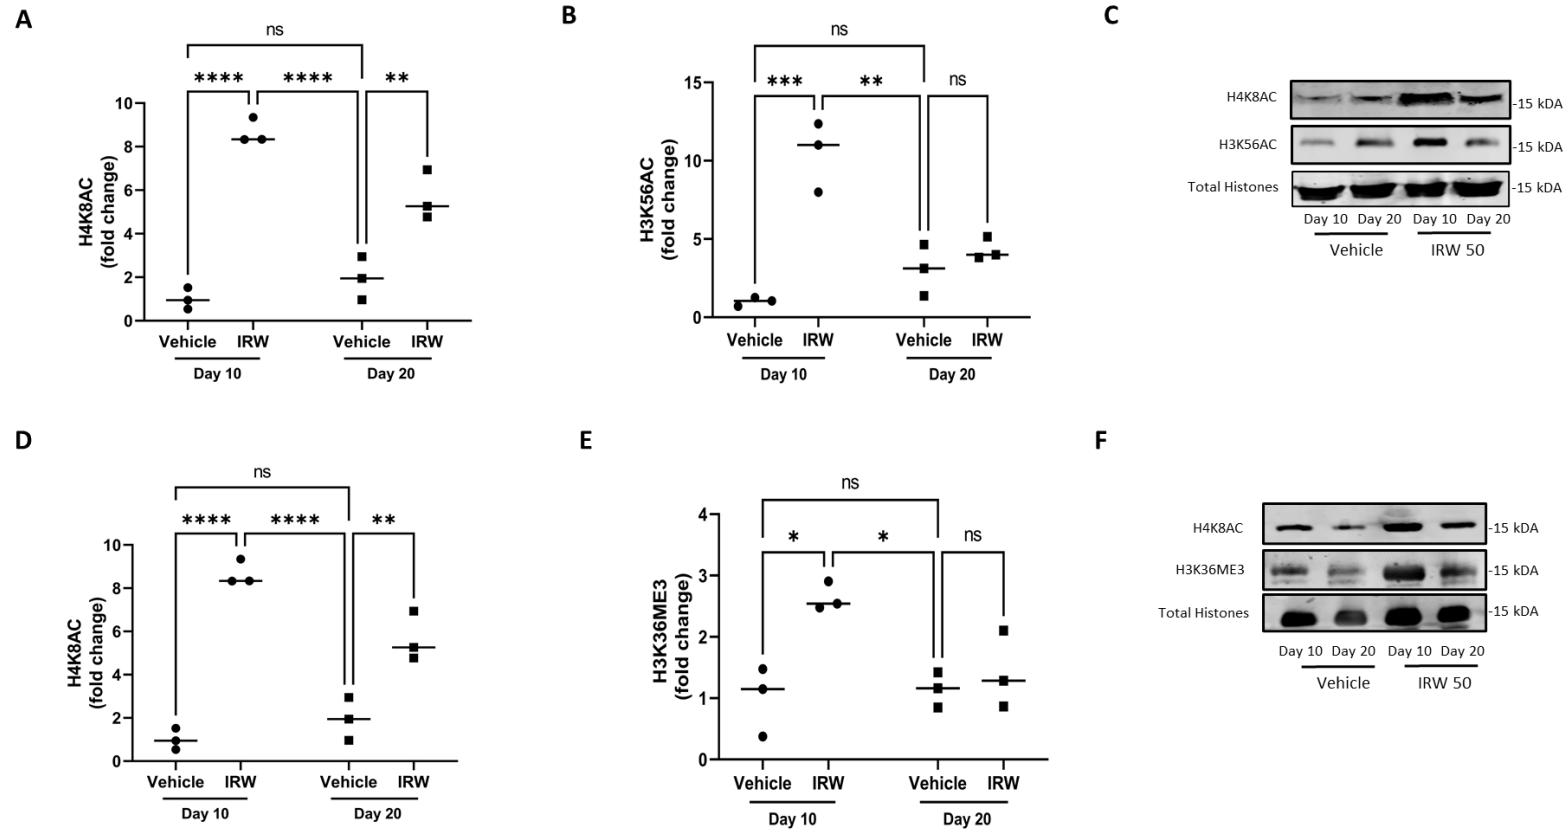 A
ns
**** **** **
H4K8AC
(fold change)
10
8
6
4
2
0
Vehicle IRW Vehicle IRW
Day 10 Day 20
B
ns
*** ** ns
H3K56AC
(fold change)
15
10
5
0
Vehicle IRW Vehicle IRW
Day 10 Day 20
C
H4K8AC -15 kDA
H3K56AC -15 kDA
Total Histones -15 kDA
Day 10 Day 20 Day 10 Day 20
Vehicle IRW 50
D
ns
**** **** **
H4K8AC
(fold change)
10
8
6
4
2
0
Vehicle IRW Vehicle IRW
Day 10 Day 20
E
ns
* * ns
H3K36ME3
(fold change)
4
3
2
1
0
Vehicle IRW Vehicle IRW
Day 10 Day 20
F
H4K8AC -15 kDA
H3K36ME3 -15 kDA
Total Histones -15 kDA
Day 10 Day 20 Day 10 Day 20
Vehicle IRW 50